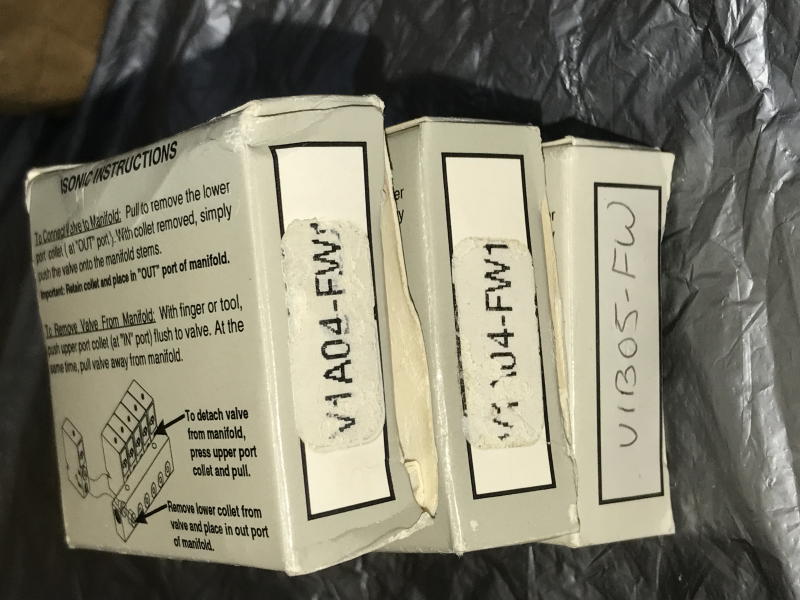 ISONIC INSTRUCTIONS
To Connect Valve to Manifold: Pull to remove the lower
port collet ( at "OUT" port). With collet removed, simply
push the valve onto the manifold stems.
Important: Retain collet and place in "OUT" port of manifold.
To Remove Valve From Manifold: With finger or tool,
push upper port collet (at "IN" port) flush to valve. At the
same time, pull valve away from manifold.
To detach valve
from manifold,
press upper port
collet and pull.
Remove lower collet from
valve and place in out port
of manifold.
V1A04-FW1
V1A04-FW1
V1B05-FW